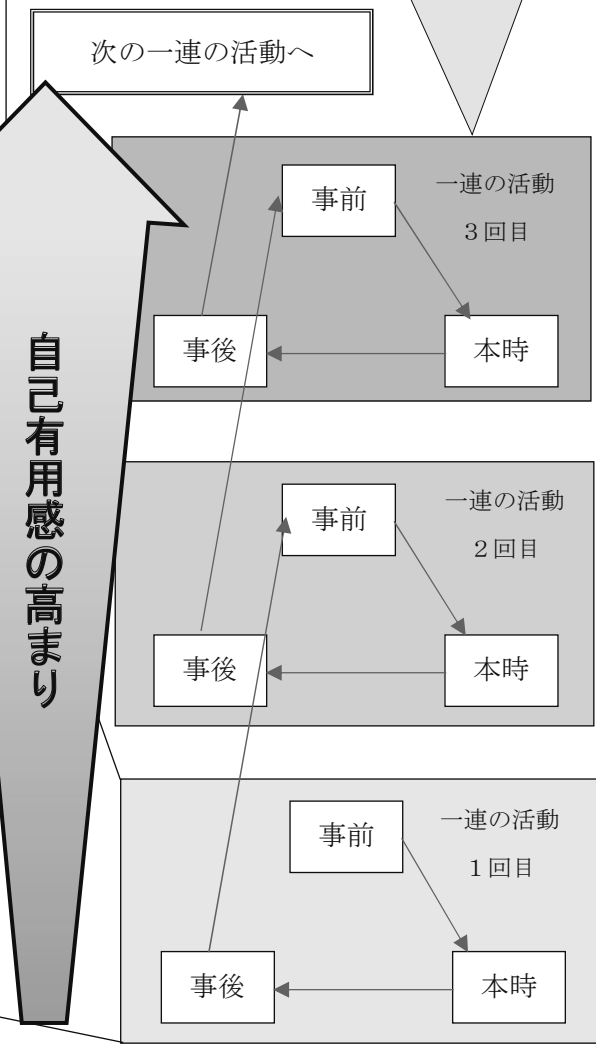 次の一連の活動へ
一連の活動
３回目
事前
事後
本時
自己有用感の高まり
一連の活動
２回目
事前
事後
本時
一連の活動
１回目
事前
事後
本時